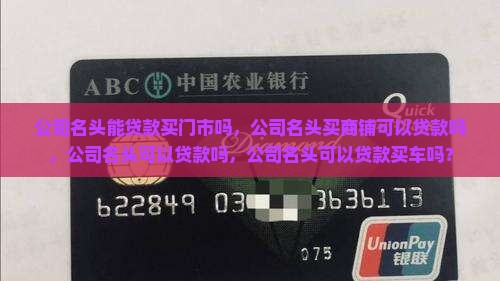 ABC 中国农业银行
Quick
公司名头能贷款买门市吗,公司名头买商铺可以贷款吗
,公司名头可以贷款吗,公司名头可以贷款买车吗?
Diamond
622849 03 3636173
075
UnionPay
银联